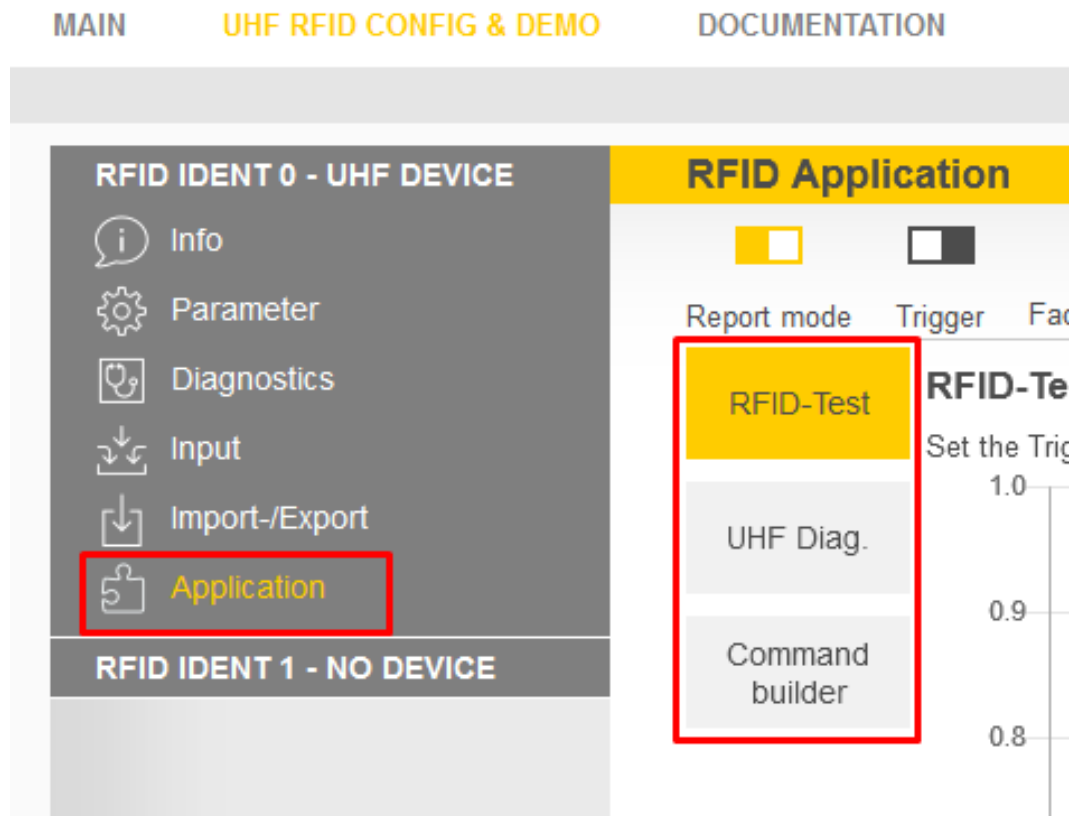 MAIN UHF RFID CONFIG & DEMO DOCUMENTATION
RFID IDENT 0 - UHF DEVICE
Info
Parameter
Diagnostics
Input
Import-/Export
Application
RFID IDENT 1 - NO DEVICE
RFID Application
Report mode Trigger
RFID-Test
UHF Diag.
Command
builder
Set the
1.0
0.9
0.8